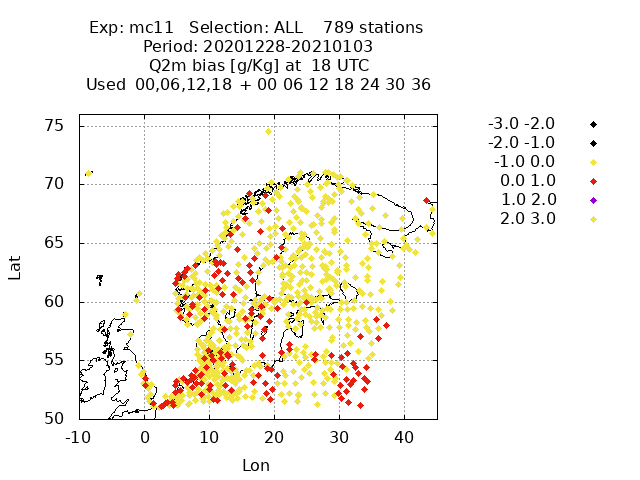 Exp: mc11 Selection: ALL 789 stations
Period: 20201228-20210103
Q2m bias [g/Kg] at 18 UTC
Used 00,06,12,18 + 00 06 12 18 24 30 36
75
70
65
60
55
50
-10 0 10 20 30 40
Lat
Lon
-3.0 -2.0
-2.0 -1.0
-1.0 0.0
0.0 1.0
1.0 2.0
2.0 3.0